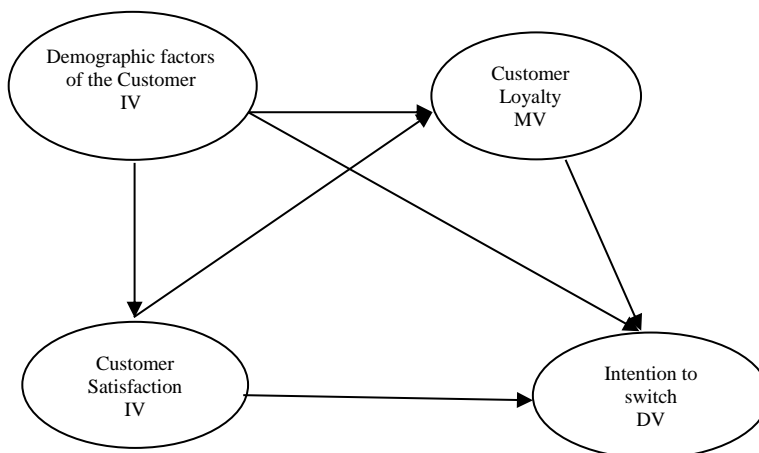 Demographic factors
of the Customer
IV
Customer
Loyalty
MV
Customer
Satisfaction
IV
Intention to
switch
DV